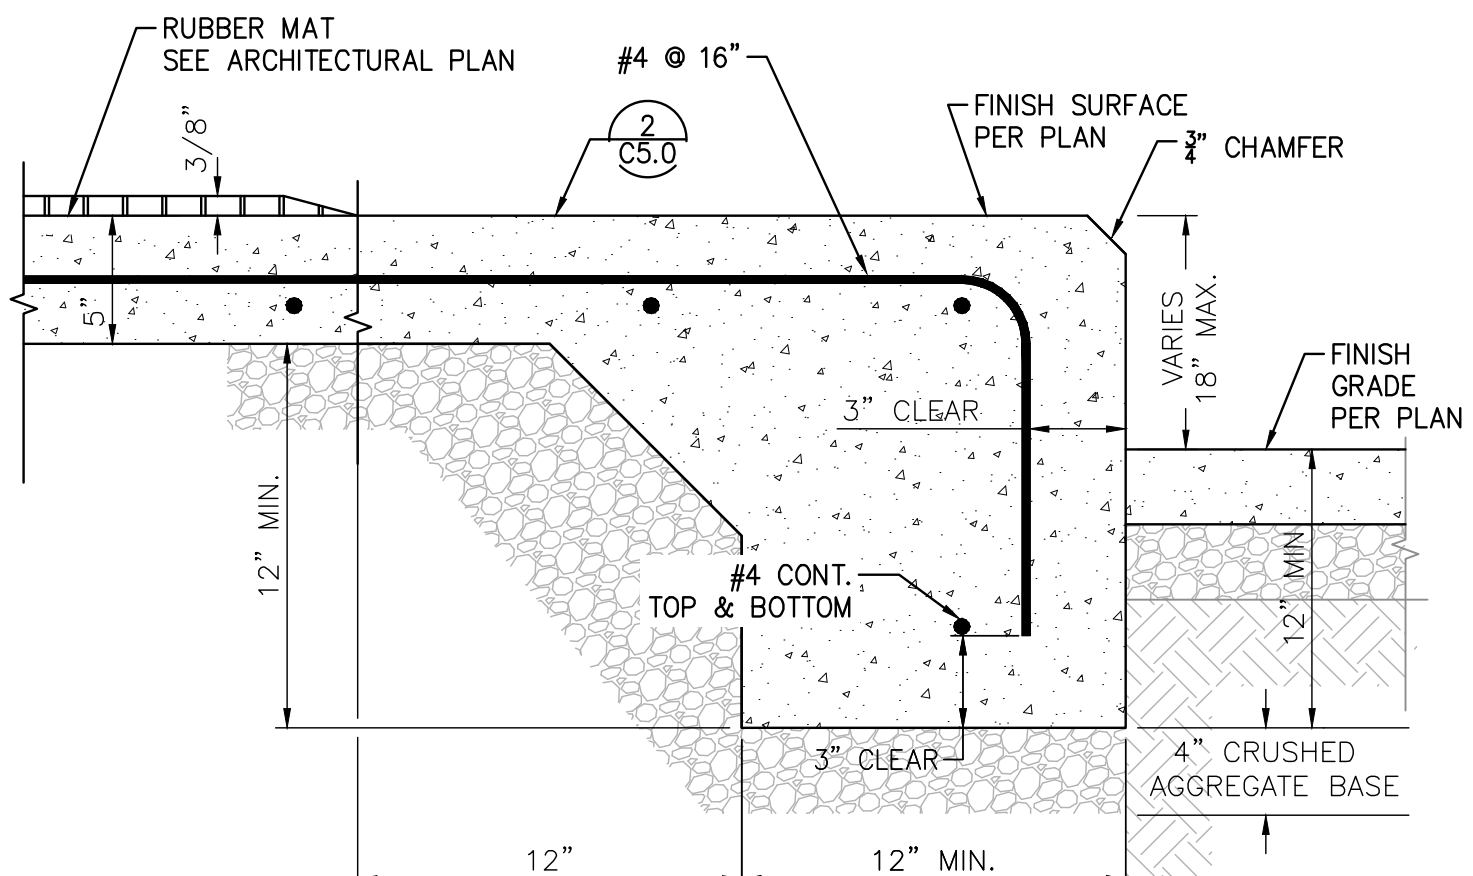 RUBBER MAT
SEE ARCHITECTURAL PLAN
#4 @ 16”
2
C5.0
3/8”
FINISH SURFACE
PER PLAN
3/4” CHAMFER
5”
VARIES
18” MAX.
FINISH
GRADE
PER PLAN
3” CLEAR
12” MIN.
#4 CONT.
TOP & BOTTOM
12” MIN
3” CLEAR
4” CRUSHED
AGGREGATE BASE
12”
12” MIN.